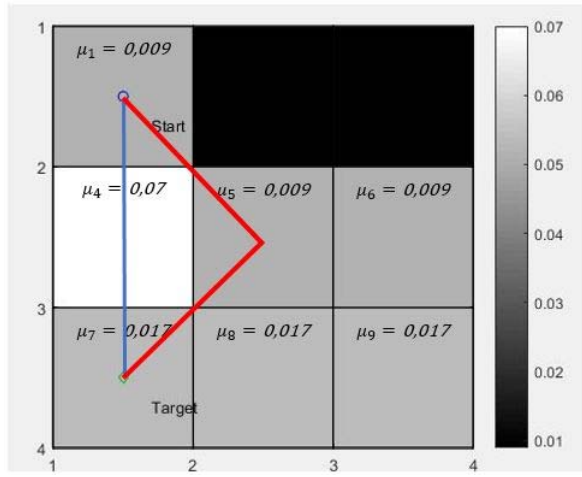 1
μ₁ = 0,009
Start
2
μ₄ = 0,07
μ₅ = 0,009
μ₆ = 0,009
3
μ₇ = 0,017
μ₈ = 0,017
μ₉ = 0,017
Target
4
1
2
3
4
0.07
0.06
0.05
0.04
0.03
0.02
0.01